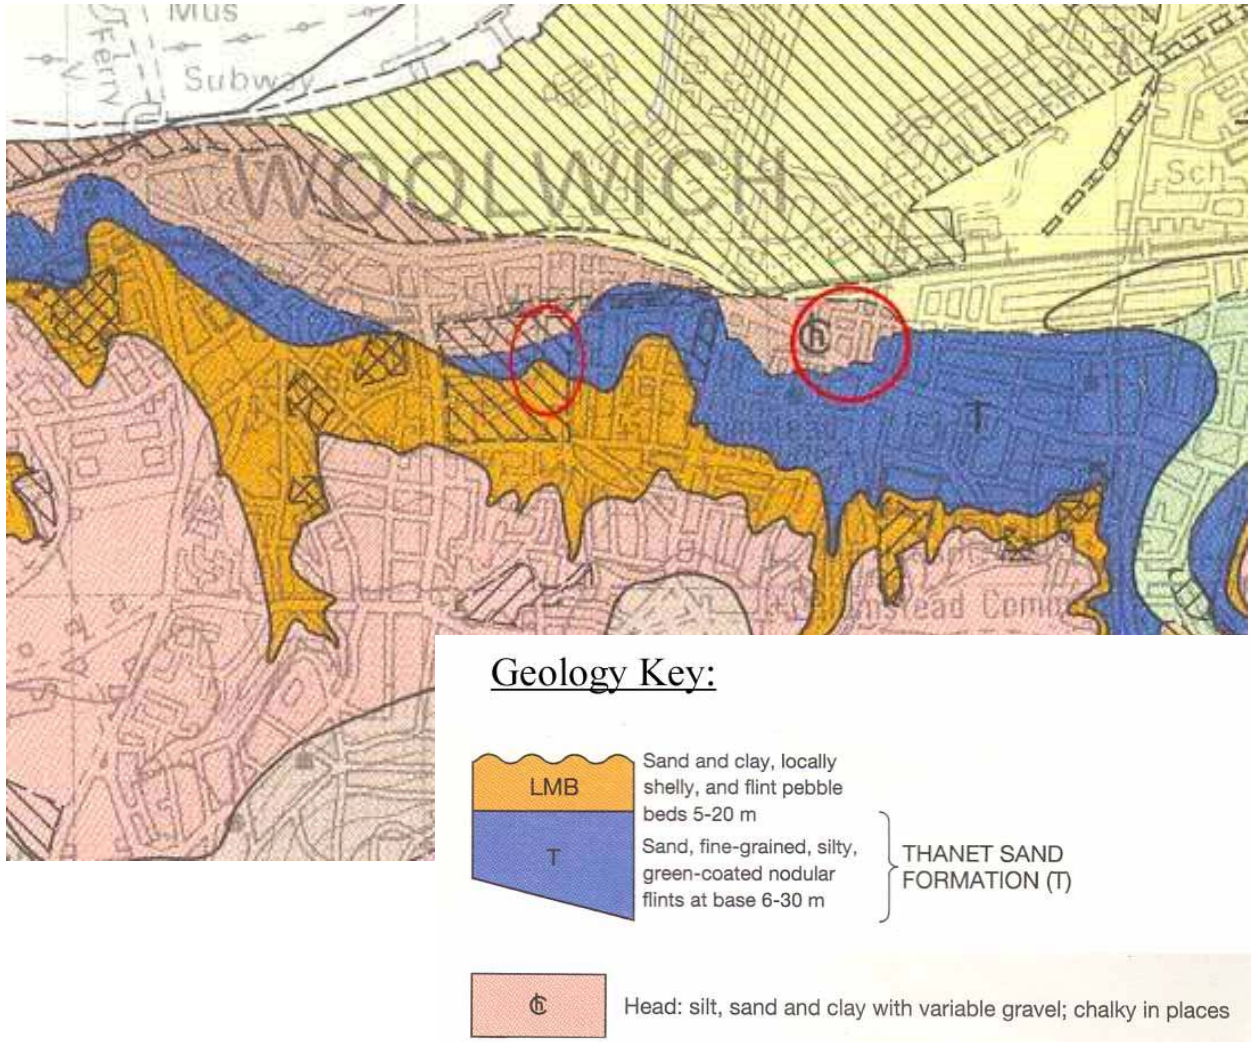 Mus
Ferry
Subway
WOOLWICH
Sch
T
Geology Key:
LMB
Sand and clay, locally
shelly, and flint pebble
beds 5-20 m
T
Sand, fine-grained, silty,
green-coated nodular
flints at base 6-30 m
THANET SAND
FORMATION (T)
Head: silt, sand and clay with variable gravel; chalky in places